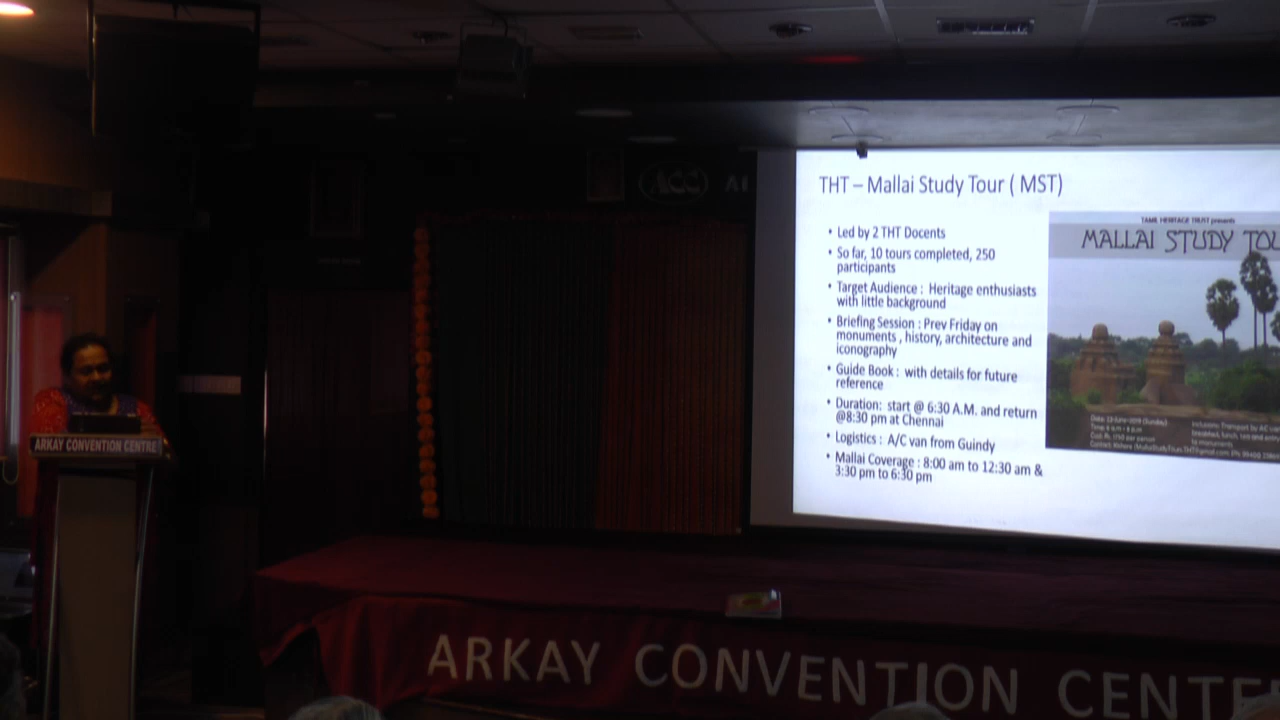 ACC
THT – Mallai Study Tour ( MST)
• Led by 2 THT Docents
• So far, 10 tours completed, 250
participants
• Target Audience : Heritage enthusiasts
with little background
• Briefing Session : Prev Friday on
monuments , history, architecture and
iconography
• Guide Book : with details for future
reference
• Duration: start @ 6:30 A.M. and return
@8:30 pm at Chennai
• Logistics : A/C van from Guindy
• Mallai Coverage : 8:00 am to 12:30 am &
3:30 pm to 6:30 pm
TAMIL HERITAGE TRUST presents
MALLAI STUDY TOU
ARKAY CONVENTION CENTRE
ARKAY CONVENTION CENTE